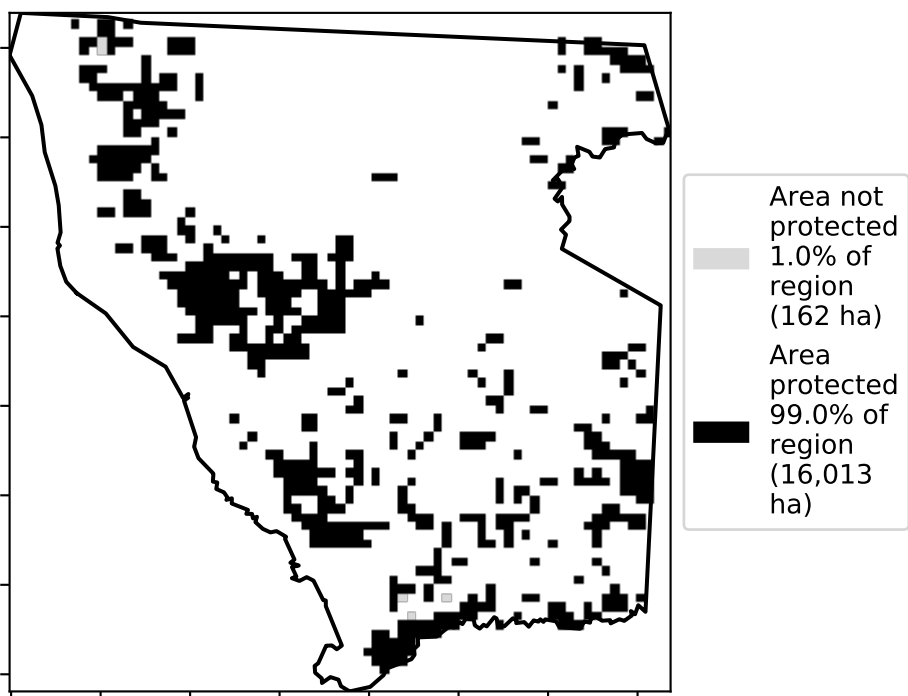 Area not
protected
1.0% of
region
(162 ha)
Area
protected
99.0% of
region
(16,013
ha)